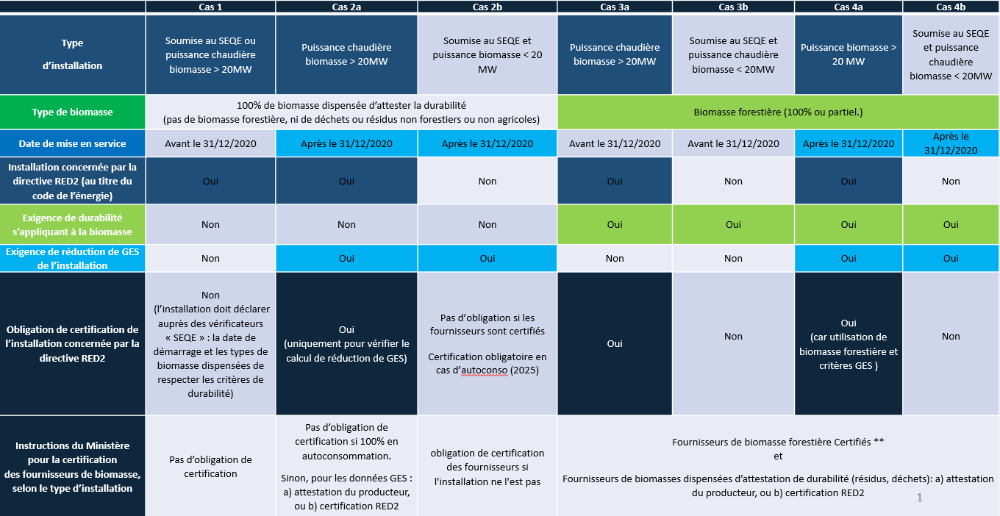 Cas 1
Cas 2a
Cas 2b
Cas 3a
Cas 3b
Cas 4a
Cas 4b
Type
d’installation
Soumise au SEQE ou
puissance chaudière
biomasse > 20MW
Puissance chaudière
biomasse > 20MW
Soumise au SEQE et
puissance biomasse < 20
MW
Puissance chaudière
biomasse > 20MW
Soumise au SEQE et
puissance chaudière
biomasse < 20MW
Puissance biomasse >
20 MW
Soumise au SEQE
et puissance
chaudière
biomasse < 20MW
Type de biomasse
100% de biomasse dispensée d’attester la durabilité
(pas de biomasse forestière, ni de déchets ou résidus non forestiers ou non agricoles)
Biomasse forestière (100% ou partiel.)
Date de mise en service
Avant le 31/12/2020
Après le 31/12/2020
Après le 31/12/2020
Avant le 31/12/2020
Avant le 31/12/2020
Après le 31/12/2020
Après le
31/12/2020
Installation concernée par la
directive RED2 (au titre du
code de l’énergie)
Oui
Oui
Non
Oui
Non
Oui
Non
Exigence de durabilité
s’appliquant à la biomasse
Non
Non
Non
Oui
Oui
Oui
Oui
Exigence de réduction de GES
de l’installation
Non
Oui
Oui
Non
Non
Oui
Oui
Obligation de certification de
l’installation concernée par la
directive RED2
Non
(l’installation doit déclarer
auprès des vérificateurs
« SEQE » : la date de
démarrage et les types de
biomasse dispensées de
respecter les critères de
durabilité)
Oui
(uniquement pour vérifier le
calcul de réduction de GES)
Pas d’obligation si les
fournisseurs sont certifiés
Certification obligatoire en
cas d’autoconso (2025)
Oui
Non
Oui
(car utilisation de
biomasse forestière et
critères GES )
Non
Instructions du Ministère
pour la certification
des fournisseurs de biomasse,
selon le type d’installation
Pas d’obligation de
certification
Pas d’obligation de
certification si 100% en
autoconsommation.
Sinon, pour les données GES :
a) attestation du producteur,
ou b) certification RED2
obligation de certification
des fournisseurs si
l'installation ne l'est pas
Fournisseurs de biomasse forestière Certifiés **
et
Fournisseurs de biomasses dispensées d’attestation de durabilité (résidus, déchets): a) attestation
du producteur, ou b) certification RED2
1